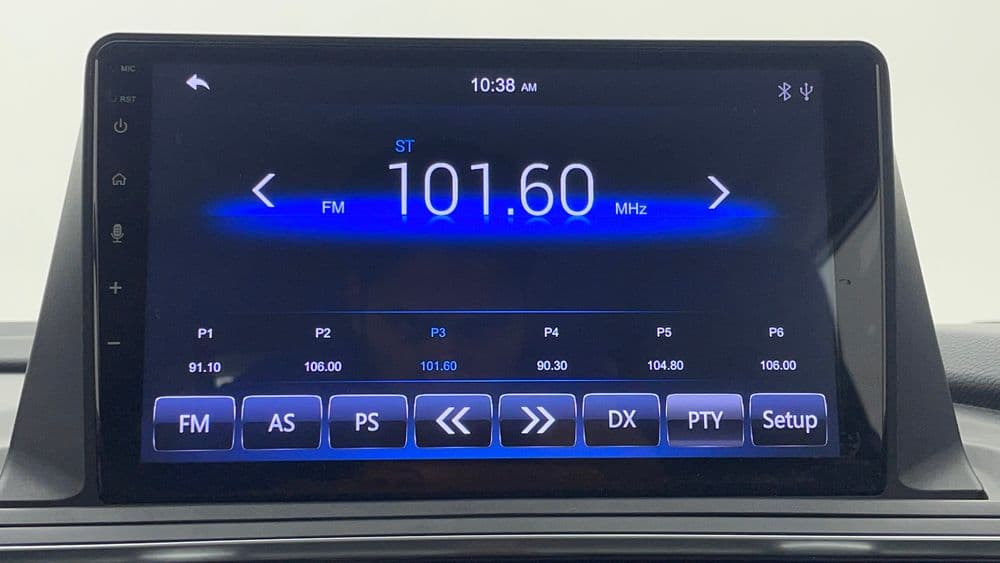 MIC
10:38 AM
RST
ST
FM 101.60 MHz
P1 P2 P3 P4 P5 P6
91.10 106.00 101.60 90.30 104.80 106.00
FM AS PS DX PTY Setup